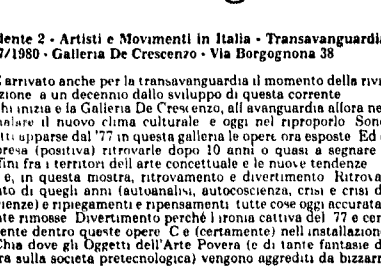 dente 2 - Artisti e Movimenti in Italia - Transavanguardia
7/1980 - Galleria De Crescenzo - Via Borgognona 38
arrivato anche per la transavanguardia il momento della rivi
zione a un decennio dallo sviluppo di questa corrente
hi inizia e la Galleria De Crescenzo, all avanguardia allora ne
nalare il nuovo clima culturale e oggi nel riproporlo Sono
tti apparse dal '77 in questa galleria le opere ora esposte Ed
presa (positiva) ritrovarle dopo 10 anni o quasi a segnare
fini fra i territori dell arte concettuale e le nuove tendenze
e, in questa mostra, ritrovamento e divertimento Ritrova
ato di quegli anni (autoanalisi, autocoscienza, crisi e crisi d
ienze) e ripiegamenti e ripensamenti tutte cose oggi accurata
te rimosse Divertimento perché l ironia cattiva del 77 e cer
ente dentro queste opere C e (certamente) nell installazione
Chia dove gli Oggetti dell'Arte Povera (e di tante fantasie d
ra sulla società pretecnologica) vengono aggrediti da bizzarr